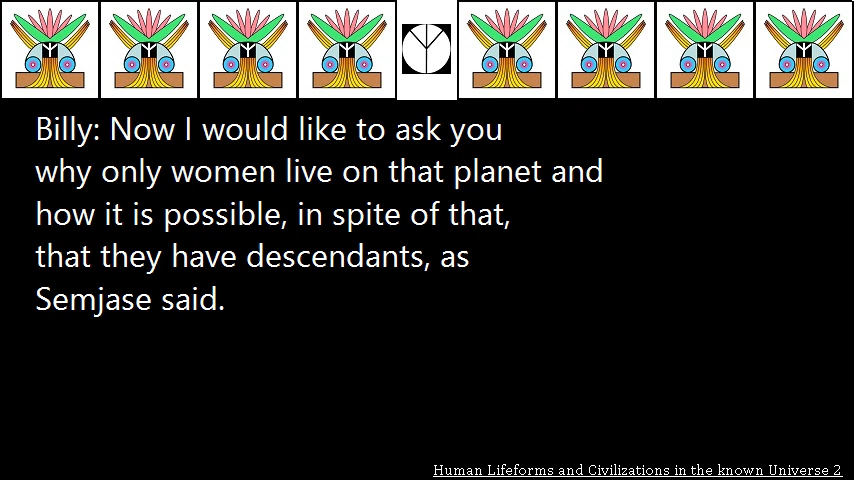 Billy: Now I would like to ask you
why only women live on that planet and
how it is possible, in spite of that,
that they have descendants, as
Semjase said.
Human Lifeforms and Civilizations in the known Universe 2